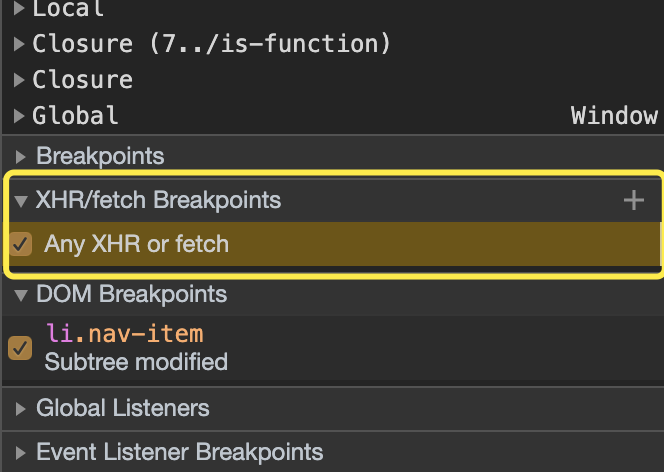 Local
Closure (7../is-function)
Closure
Global Window
Breakpoints
XHR/fetch Breakpoints
Any XHR or fetch
DOM Breakpoints
li.nav-item
Subtree modified
Global Listeners
Event Listener Breakpoints